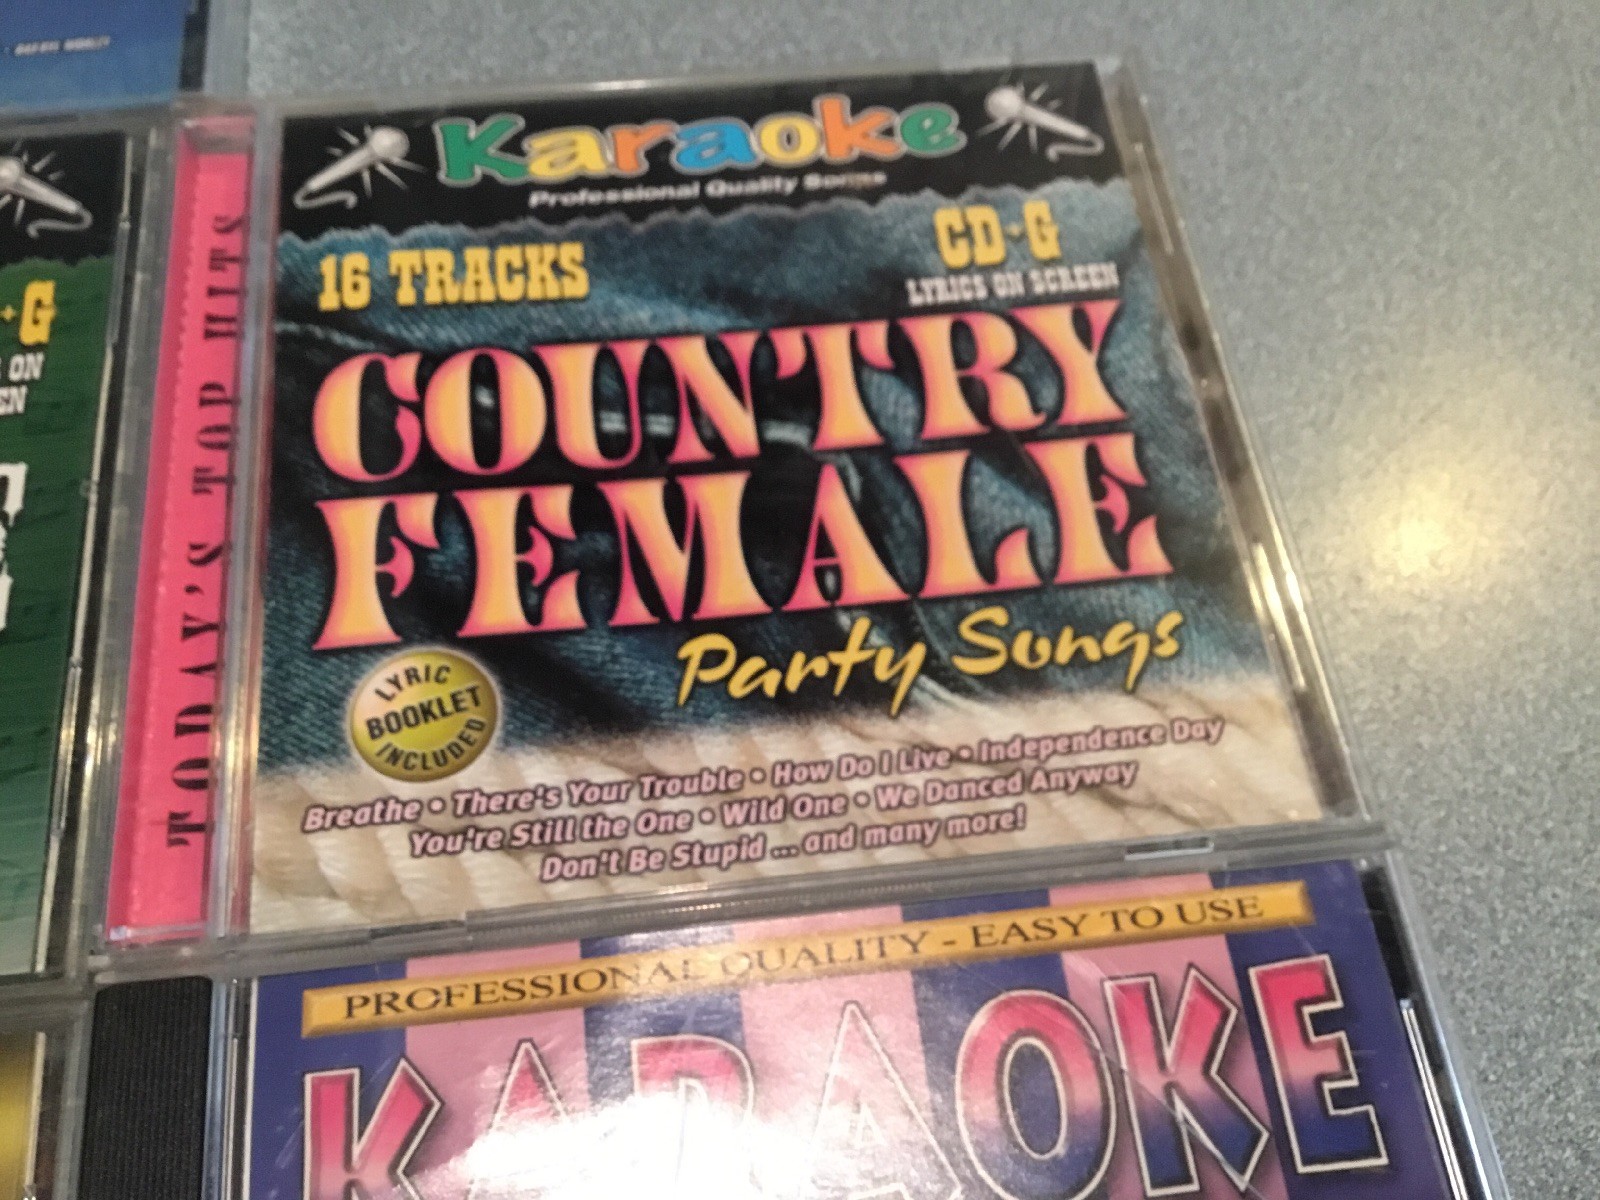 Karaoke
Professional Quality Songs
16 TRACKS
CD+G
LYRICS ON SCREEN
COUNTRY
FEMALE
Party Songs
LYRIC
BOOKLET
INCLUDED
Breathe • There's Your Trouble • How Do I Live • Independence Day
You're Still the One • Wild One • We Danced Anyway
Don't Be Stupid ... and many more!
TODAY'S TOP HITS
+G
ON
PROFESSIONAL QUALITY - EASY TO USE
KARAOKE